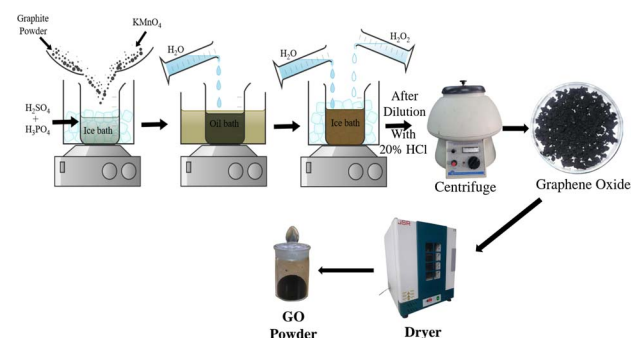 Graphite
Powder
KMnO4
H2SO4
+
H3PO4
Ice bath
H2O
Oil bath
H2O
H2O2
Ice bath
After
Dilution
With
20% HCl
Centrifuge
Graphene Oxide
GO
Powder
Dryer